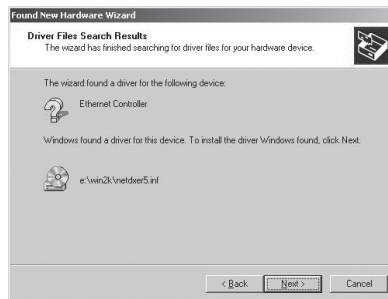 Found New Hardware Wizard
Driver Files Search Results
The wizard has finished searching for driver files for your hardware device.
The wizard found a driver for the following device:
Ethernet Controller
Windows found a driver for this device. To install the driver Windows found, click Next.
e:\win2k\netdxer5.inf
< Back
Next >
Cancel